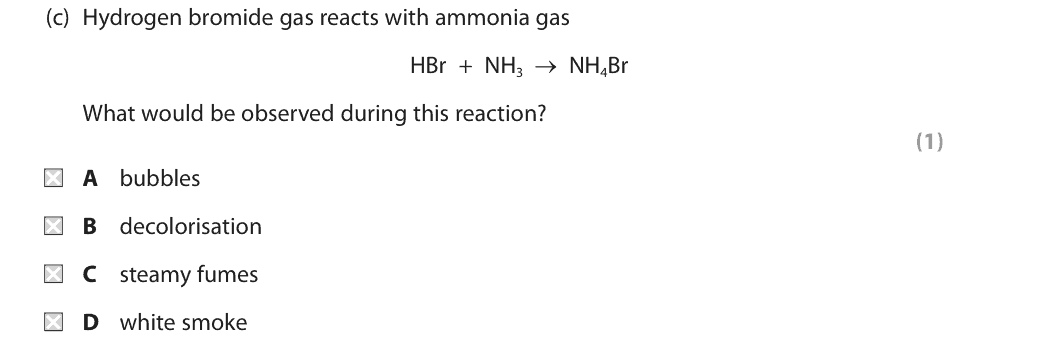 (c) Hydrogen bromide gas reacts with ammonia gas
HBr + NH₃ → NH₄Br
What would be observed during this reaction?
(1)
A bubbles
B decolorisation
C steamy fumes
D white smoke